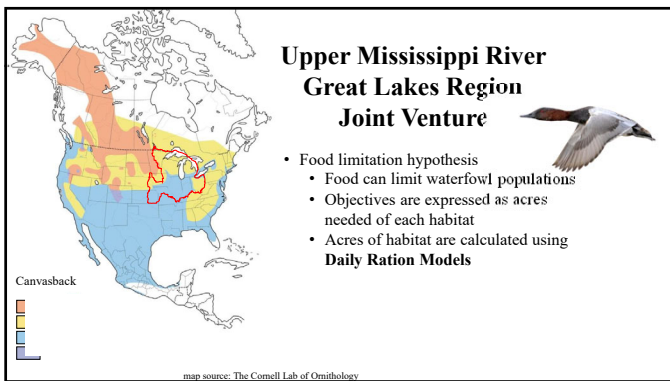 Upper Mississippi River
Great Lakes Region
Joint Venture
• Food limitation hypothesis
• Food can limit waterfowl populations
• Objectives are expressed as acres
needed of each habitat
• Acres of habitat are calculated using
Daily Ration Models
Canvasback
map source: The Cornell Lab of Ornithology